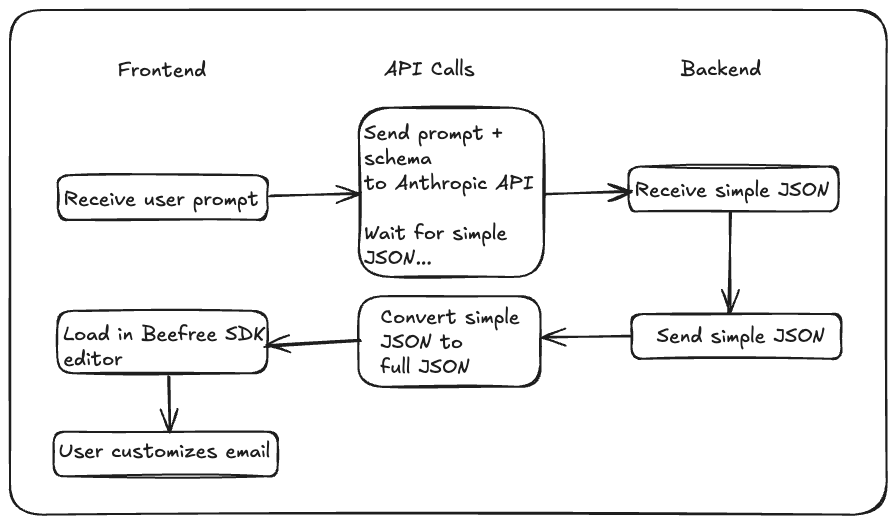 Frontend
API Calls
Backend
Receive user prompt
Send prompt +
schema
to Anthropic API
Wait for simple
JSON...
Receive simple JSON
Send simple JSON
Convert simple
JSON to
full JSON
Load in Beefree SDK
editor
User customizes email